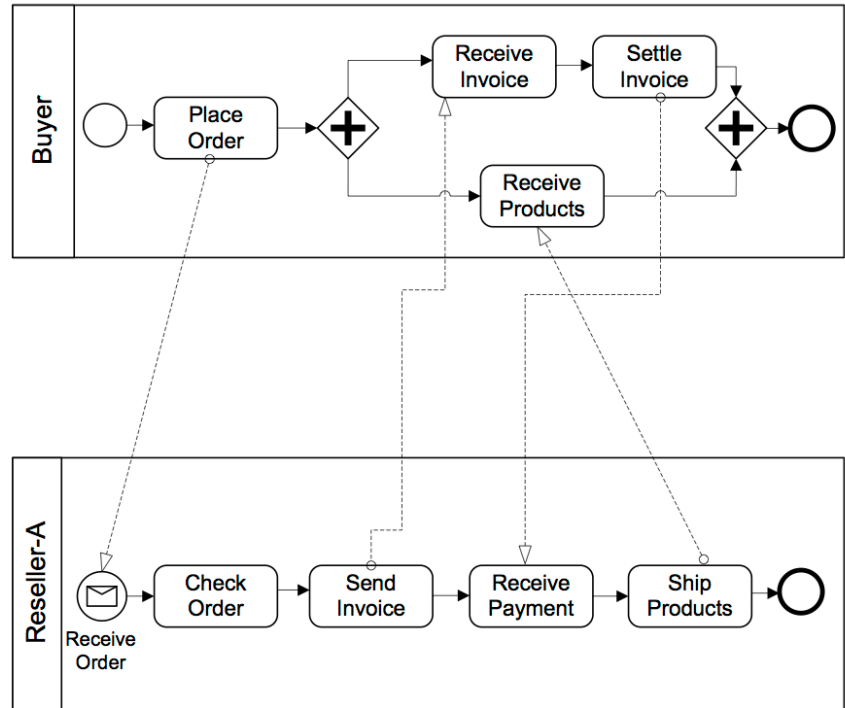 Buyer
Place
Order
Receive
Invoice
Settle
Invoice
Receive
Products
Reseller-A
Receive
Order
Check
Order
Send
Invoice
Receive
Payment
Ship
Products